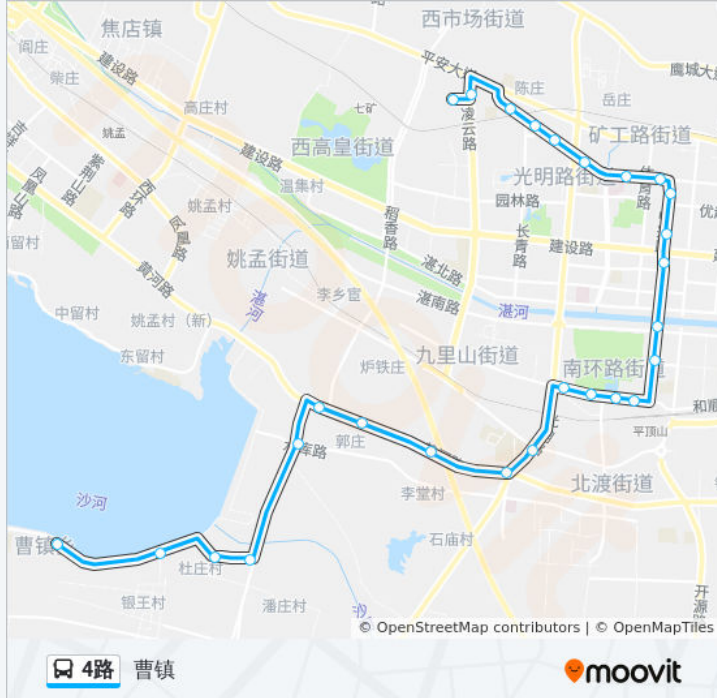 西市场街道
焦店镇
平安大道
鹰城大道
阎庄
建设路
柴庄
陈庄
岳庄
高庄村
七矿
凌云路
矿工路街道
姚孟
西高皇街道
建设路
光明路街道
紫荆山路
凤凰山路
西环路
温集村
园林路
姚孟村
凤凰路
稻香路
长青路
建设路
姚孟街道
湛北路
黄河路
李乡宦
湛南路
湛河
湛河
中留村
姚孟村（新）
东留村
九里山街道
炉铁庄
南环路街道
郭庄
平顶山
李堂村
北渡街道
沙河
石庙村
曹镇乡
杜庄村
银王村
潘庄村
开源路
© OpenStreetMap contributors | © OpenMapTiles
4路 曹镇
moovit